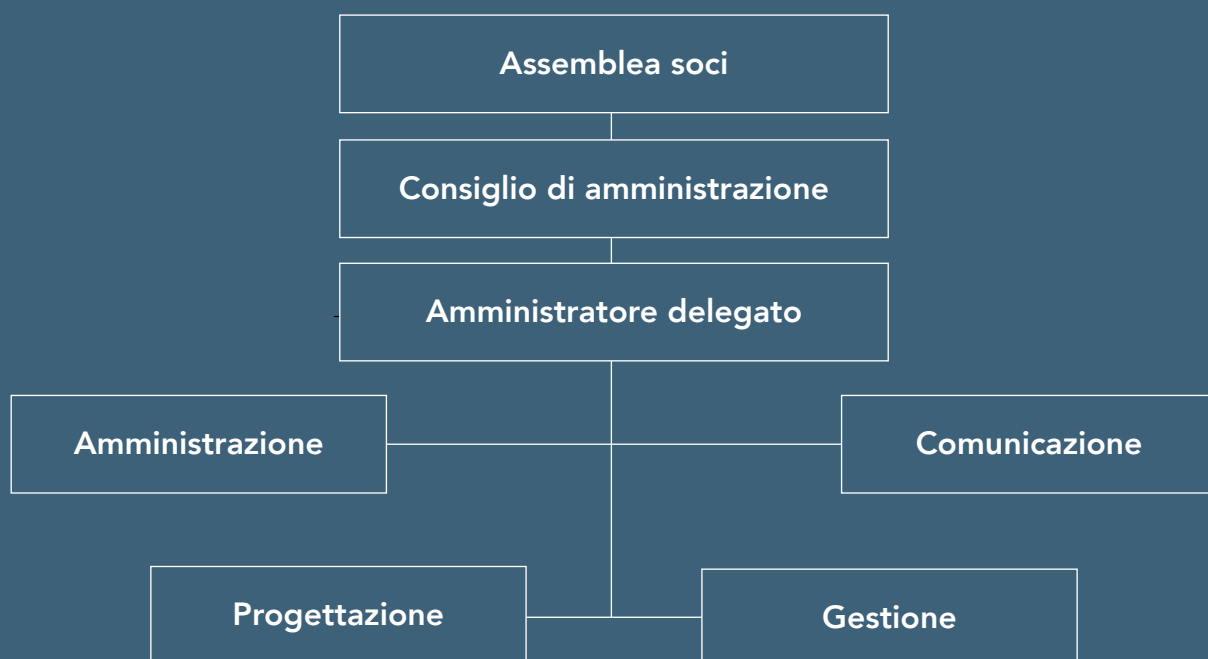 Assemblea soci
Consiglio di amministrazione
Amministratore delegato
Amministrazione
Comunicazione
Progettazione
Gestione